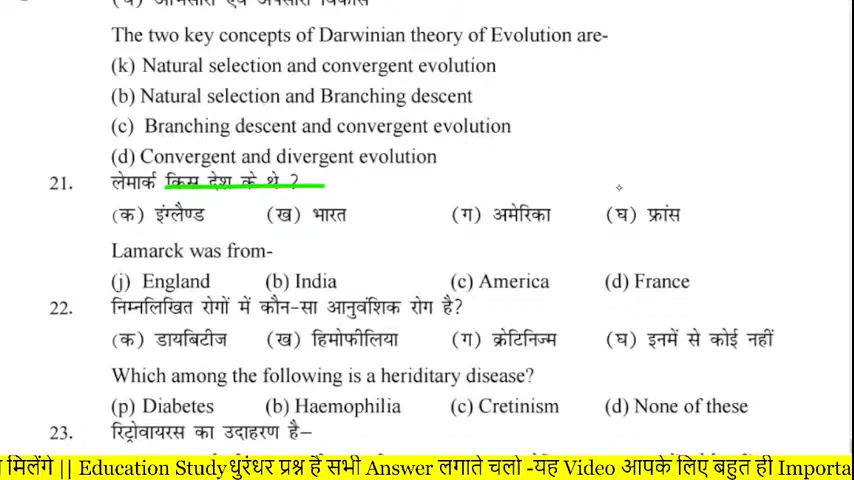 (घ) अभिसारी एवं अपसारी विकास
The two key concepts of Darwinian theory of Evolution are-
(k) Natural selection and convergent evolution
(b) Natural selection and Branching descent
(c) Branching descent and convergent evolution
(d) Convergent and divergent evolution
21. लेमार्क किस देश के थे ?
(क) इंग्लैण्ड (ख) भारत (ग) अमेरिका (घ) फ्रांस
Lamarck was from-
(j) England (b) India (c) America (d) France
22. निम्नलिखित रोगों में कौन-सा आनुवंशिक रोग है?
(क) डायबिटीज (ख) हिमोफीलिया (ग) क्रेटिनिज्म (घ) इनमें से कोई नहीं
Which among the following is a heriditary disease?
(p) Diabetes (b) Haemophilia (c) Cretinism (d) None of these
23. रिट्रोवायरस का उदाहरण है–
मिलेंगे || Education Study धुरंधर प्रश्न है सभी Answer लगाते चलो -यह Video आपके लिए बहुत ही Importa